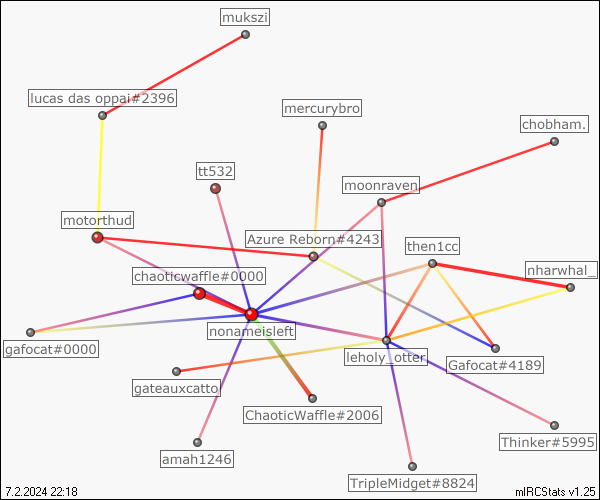 mukszi
lucas das oppai#2396
mercurybro
chobham.
tt532
moonraven
motorthud
Azure Reborn#4243
then1cc
chaoticwaffle#0000
nharwhal_
nonameisleft
gafocat#0000
leholy_otter
Gafocat#4189
gateauxcatto
ChaoticWaffle#2006
Thinker#5995
amah1246
TripleMidget#8824
7.2.2024 22:18
mIRCStats v1.25